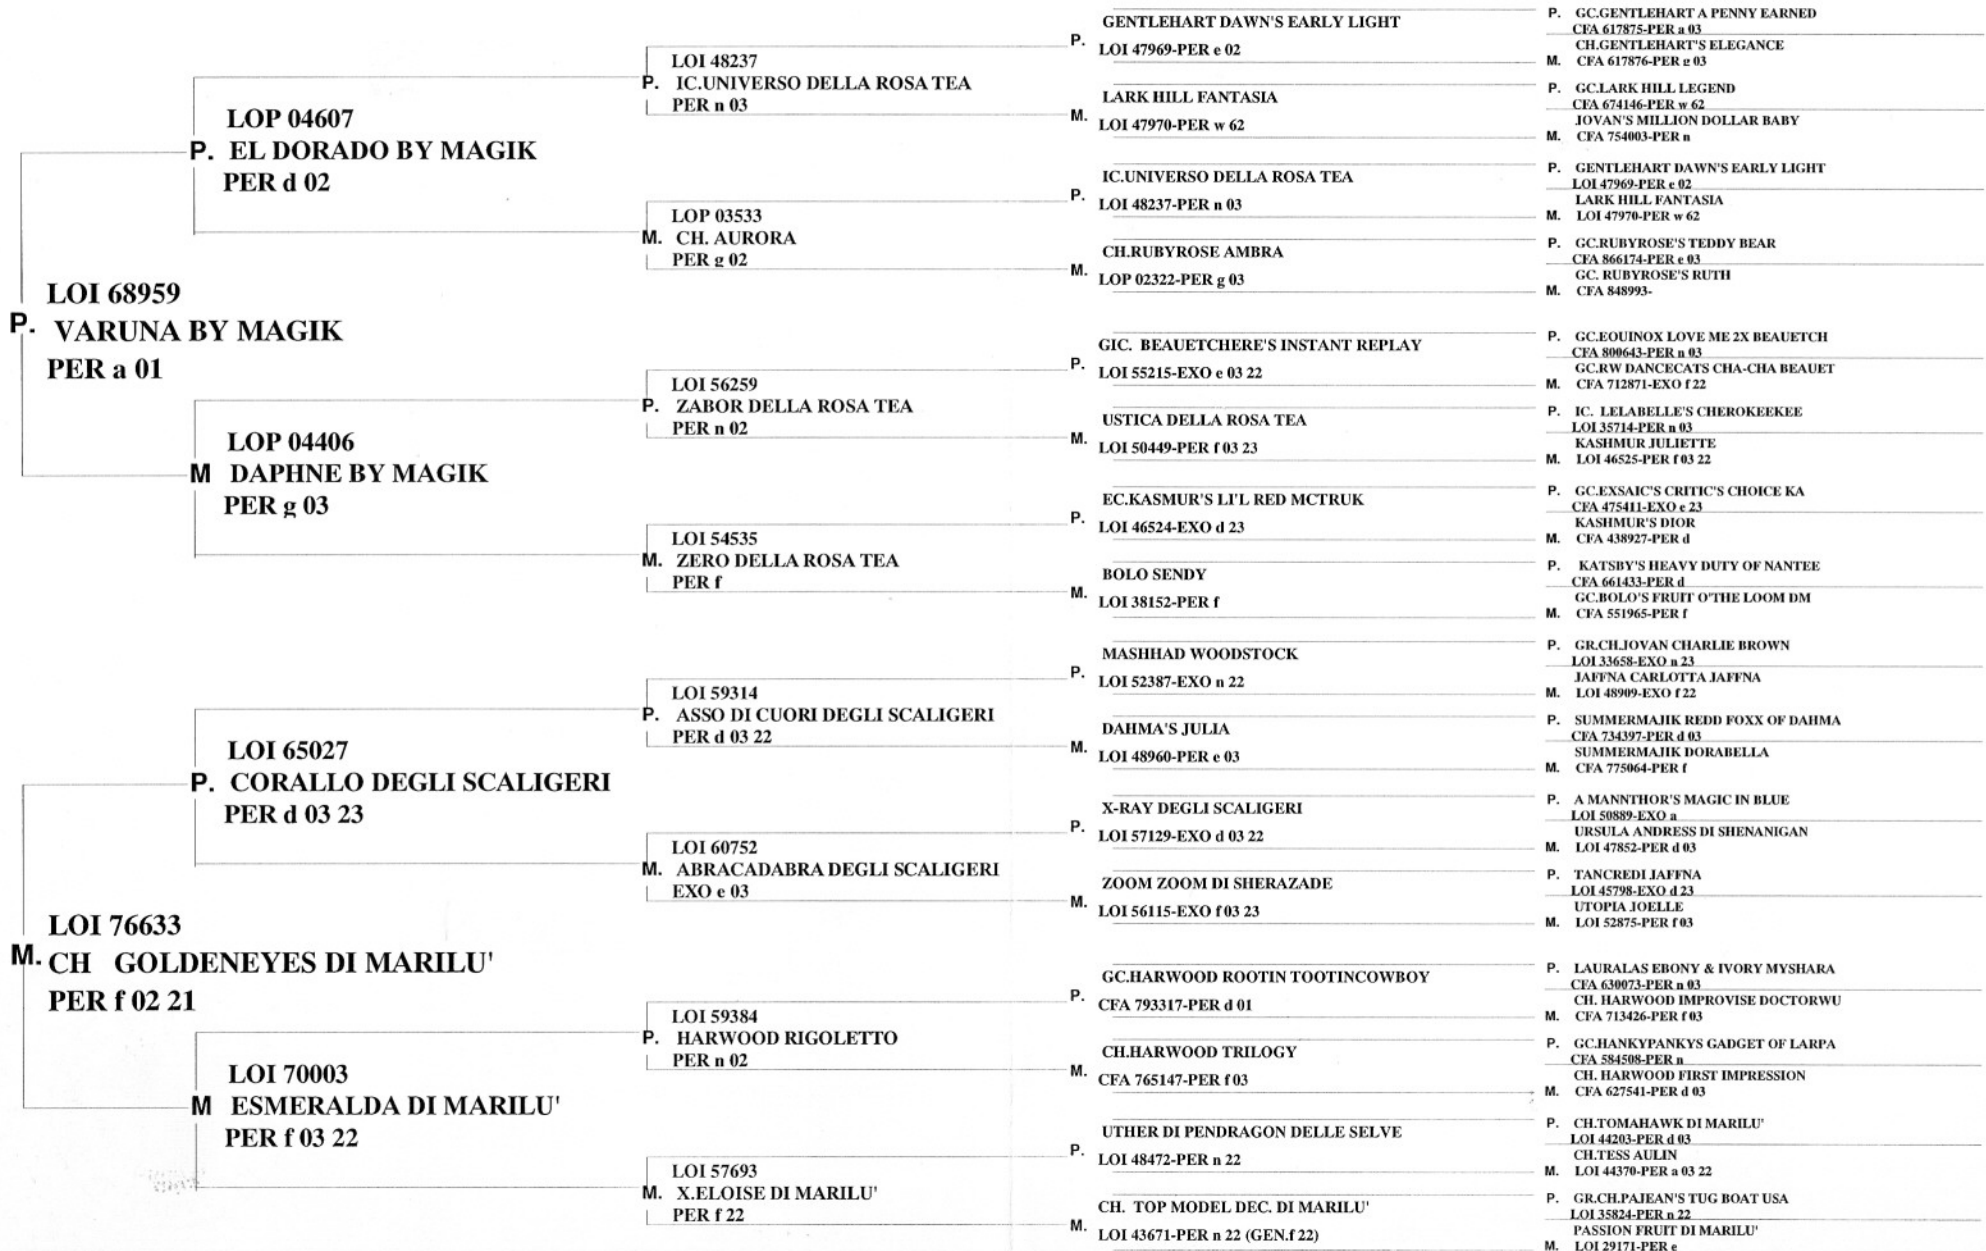 P.
LOI 68959
VARUNA BY MAGIK
PER a 01
M.
LOI 76633
CH GOLDENEYES DI MARILU'
PER f 02 21
P.
LOP 04607
EL DORADO BY MAGIK
PER d 02
M
LOP 04406
DAPHNE BY MAGIK
PER g 03
P.
LOI 65027
CORALLO DEGLI SCALIGERI
PER d 03 23
M
LOI 70003
ESMERALDA DI MARILU'
PER f 03 22
LOI 48237
P. IC.UNIVERSO DELLA ROSA TEA
PER n 03
LOP 03533
M. CH. AURORA
PER g 02
LOI 56259
P. ZABOR DELLA ROSA TEA
PER n 02
LOI 54535
M. ZERO DELLA ROSA TEA
PER f
LOI 59314
P. ASSO DI CUORI DEGLI SCALIGERI
PER d 03 22
LOI 60752
M. ABRACADABRA DEGLI SCALIGERI
EXO e 03
LOI 59384
P. HARWOOD RIGOLETTO
PER n 02
LOI 57693
M. X.ELOISE DI MARILU'
PER f 22
GENTLEHART DAWN'S EARLY LIGHT
P.
LOI 47969-PER e 02
LARK HILL FANTASIA
M.
LOI 47970-PER w 62
IC.UNIVERSO DELLA ROSA TEA
P.
LOI 48237-PER n 03
CH.RUBYROSE AMBRA
M.
LOP 02322-PER g 03
GIC. BEAUETCHERE'S INSTANT REPLAY
P.
LOI 55215-EXO e 03 22
USTICA DELLA ROSA TEA
M.
LOI 50449-PER f 03 23
EC.KASMUR'S LI'L RED MCTRUK
P.
LOI 46524-EXO d 23
BOLO SENDY
M.
LOI 38152-PER f
MASHHAD WOODSTOCK
P.
LOI 52387-EXO n 22
DAHMA'S JULIA
M.
LOI 48960-PER e 03
X-RAY DEGLI SCALIGERI
P.
LOI 57129-EXO d 03 22
ZOOM ZOOM DI SHERAZADE
M.
LOI 56115-EXO f 03 23
GC.HARWOOD ROOTIN TOOTINCOWBOY
P.
CFA 793317-PER d 01
CH.HARWOOD TRILOGY
M.
CFA 765147-PER f 03
UTHER DI PENDRAGON DELLE SELVE
P.
LOI 48472-PER n 22
CH. TOP MODEL DEC. DI MARILU'
M.
LOI 43671-PER n 22 (GEN.f 22)
P. GC.GENTLEHART A PENNY EARNED
CFA 617875-PER a 03
CH.GENTLEHART'S ELEGANCE
M. CFA 617876-PER g 03
P. GC.LARK HILL LEGEND
CFA 674146-PER w 62
JOVAN'S MILLION DOLLAR BABY
M. CFA 754003-PER n
P. GENTLEHART DAWN'S EARLY LIGHT
LOI 47969-PER e 02
LARK HILL FANTASIA
M. LOI 47970-PER w 62
P. GC.RUBYROSE'S TEDDY BEAR
CFA 866174-PER e 03
GC. RUBYROSE'S RUTH
M. CFA 848993-
P. GC.EOUINOX LOVE ME 2X BEAUETCH
CFA 800643-PER n 03
GC.RW DANCECATS CHA-CHA BEAUET
M. CFA 712871-EXO f 22
P. IC. LELABELLE'S CHEROKEEKEE
LOI 35714-PER n 03
KASHMUR JULIETTE
M. LOI 46525-PER f 03 22
P. GC.EXSAIC'S CRITIC'S CHOICE KA
CFA 475411-EXO e 23
KASHMUR'S DIOR
M. CFA 438927-PER d
P. KATSBY'S HEAVY DUTY OF NANTEE
CFA 661433-PER d
GC.BOLO'S FRUIT O'THE LOOM DM
M. CFA 551965-PER f
P. GR.CH.JOVAN CHARLIE BROWN
LOI 33658-EXO n 23
JAFFNA CARLOTTA JAFFNA
M. LOI 48909-EXO f 22
P. SUMMERMAJIK REDD FOXX OF DAHMA
CFA 734397-PER d 03
SUMMERMAJIK DORABELLA
M. CFA 775064-PER f
P. A MANNTHOR'S MAGIC IN BLUE
LOI 50889-EXO a
URSULA ANDRESS DI SHENANIGAN
M. LOI 47852-PER d 03
P. TANCREDI JAFFNA
LOI 45798-EXO d 23
UTOPIA JOELLE
M. LOI 52875-PER f 03
P. LAURALAS EBONY & IVORY MYSHARA
CFA 630073-PER n 03
CH. HARWOOD IMPROVISE DOCTORWU
M. CFA 713426-PER f 03
P. GC.HANKYPANKYS GADGET OF LARPA
CFA 584508-PER n
CH. HARWOOD FIRST IMPRESSION
M. CFA 627541-PER d 03
P. CH.TOMAHAWK DI MARILU'
LOI 44203-PER d 03
CH.TESS AULIN
M. LOI 44370-PER a 03 22
P. GR.CH.PAJEAN'S TUG BOAT USA
LOI 35824-PER n 22
PASSION FRUIT DI MARILU'
M. LOI 29171-PER e